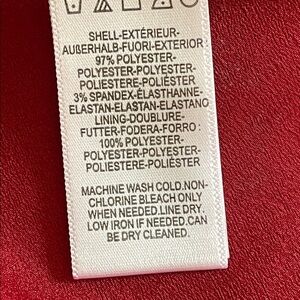 SHELL-EXTÉRIEUR-
AUßERHALB-FUORI-EXTERIOR
97% POLYESTER-
POLYESTER-POLYESTER-
POLIESTERE-POLIÉSTER
3% SPANDEX-ÉLASTHANNE-
ELASTAN-ELASTAN-ELASTANO
LINING-DOUBLURE-
FUTTER-FODERA-FORRO :
100% POLYESTER-
POLYESTER-POLYESTER-
POLIESTERE-POLIÉSTER
MACHINE WASH COLD.NON-
CHLORINE BLEACH ONLY
WHEN NEEDED.LINE DRY.
LOW IRON IF NEEDED. CAN
BE DRY CLEANED.